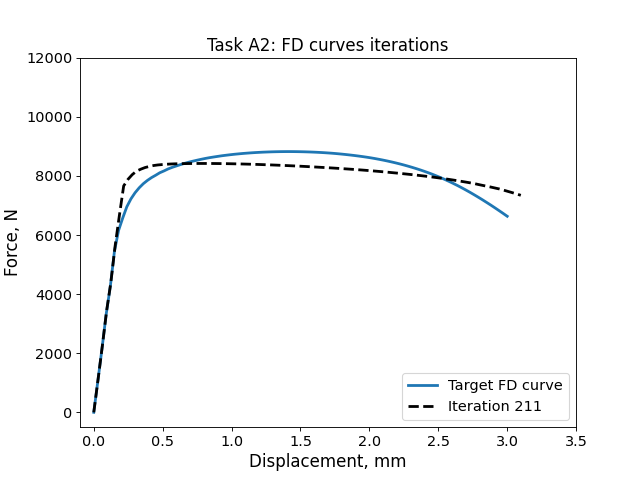 Task A2: FD curves iterations
12000
10000
8000
6000
4000
2000
0
Force, N
0.0 0.5 1.0 1.5 2.0 2.5 3.0 3.5
Displacement, mm
Target FD curve
Iteration 211